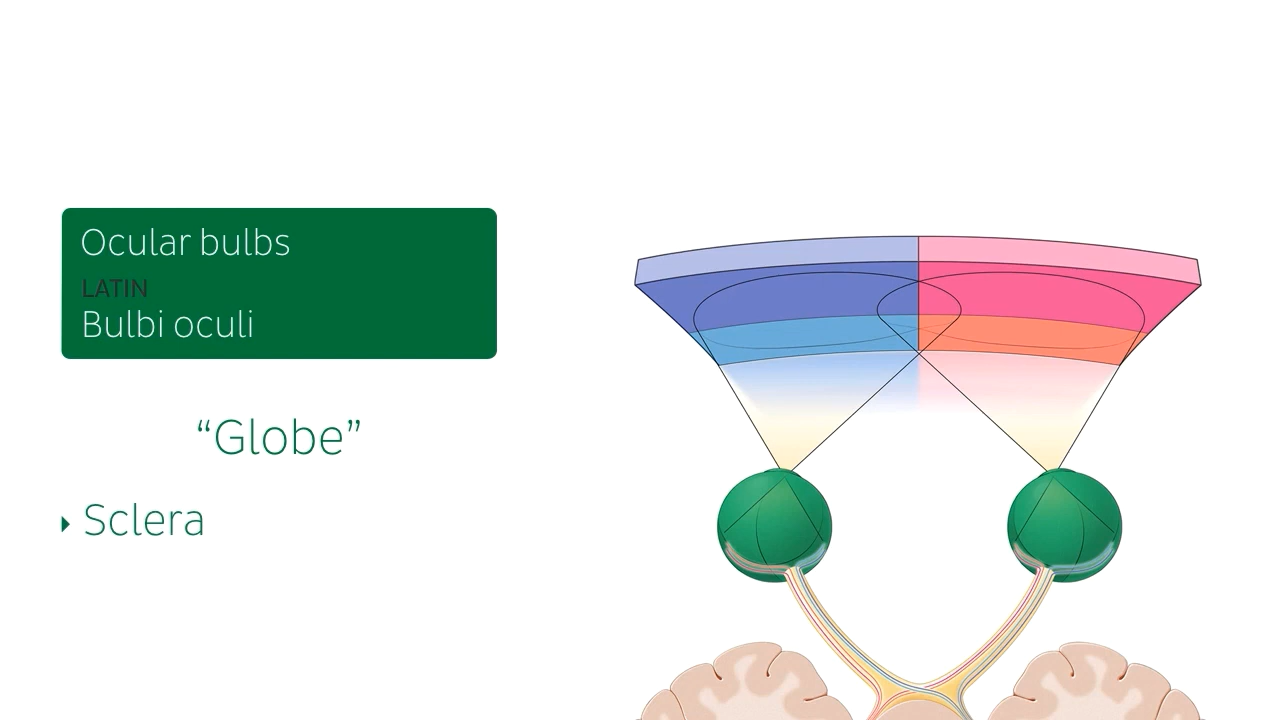 Ocular bulbs
LATIN
Bulbi oculi
“Globe”
Sclera